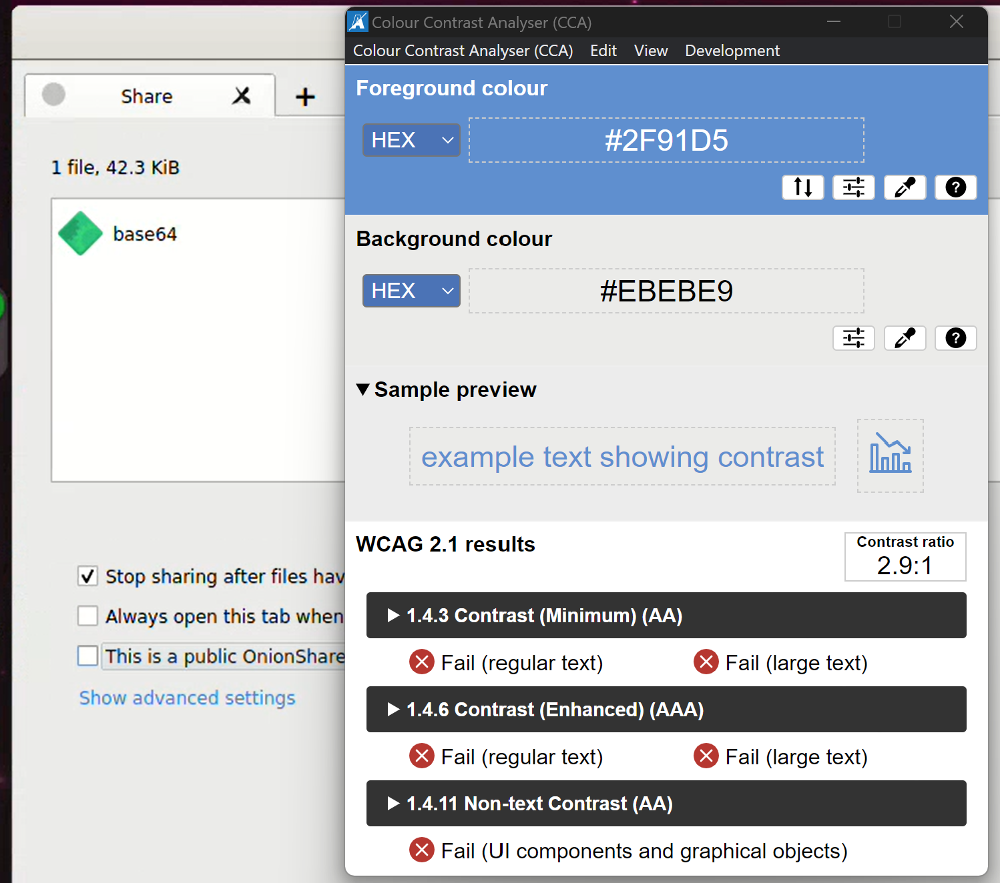 Share
1 file, 42.3 KiB
base64
Stop sharing after files hav
Always open this tab when
This is a public OnionShare
Show advanced settings
Colour Contrast Analyser (CCA)
Colour Contrast Analyser (CCA) Edit View Development
Foreground colour
HEX #2F91D5
Background colour
HEX #EBEBE9
Sample preview
example text showing contrast
WCAG 2.1 results
Contrast ratio
2.9:1
1.4.3 Contrast (Minimum) (AA)
Fail (regular text) Fail (large text)
1.4.6 Contrast (Enhanced) (AAA)
Fail (regular text) Fail (large text)
1.4.11 Non-text Contrast (AA)
Fail (UI components and graphical objects)